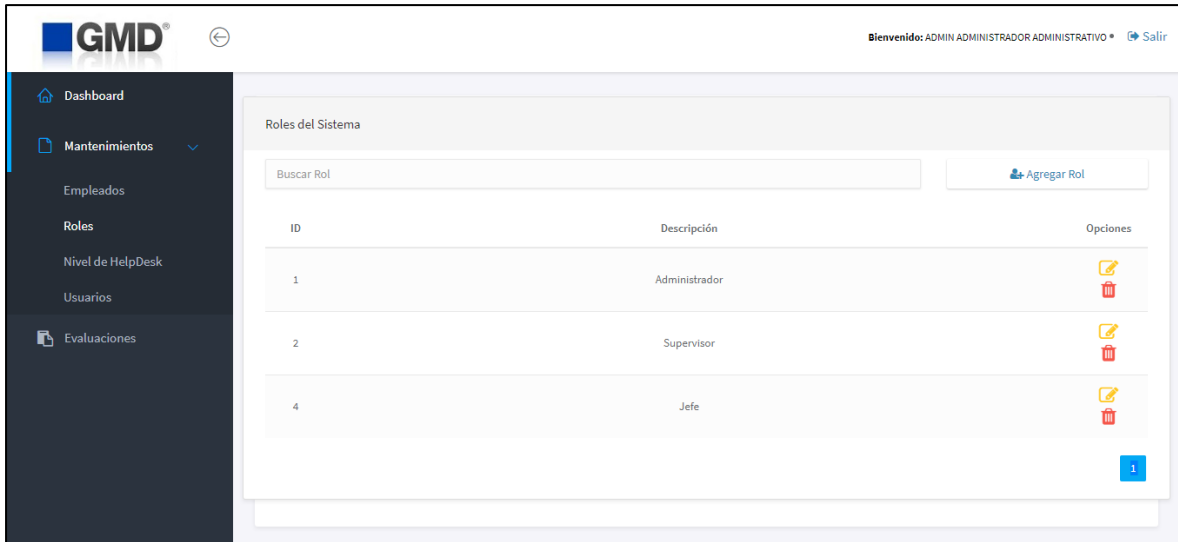 GMD®
Bienvenido: ADMIN ADMINISTRADOR ADMINISTRATIVO
Salir
Dashboard
Mantenimientos
Empleados
Roles
Nivel de HelpDesk
Usuarios
Evaluaciones
Roles del Sistema
Buscar Rol
Agregar Rol
ID Descripción Opciones
1 Administrador
2 Supervisor
4 Jefe
1